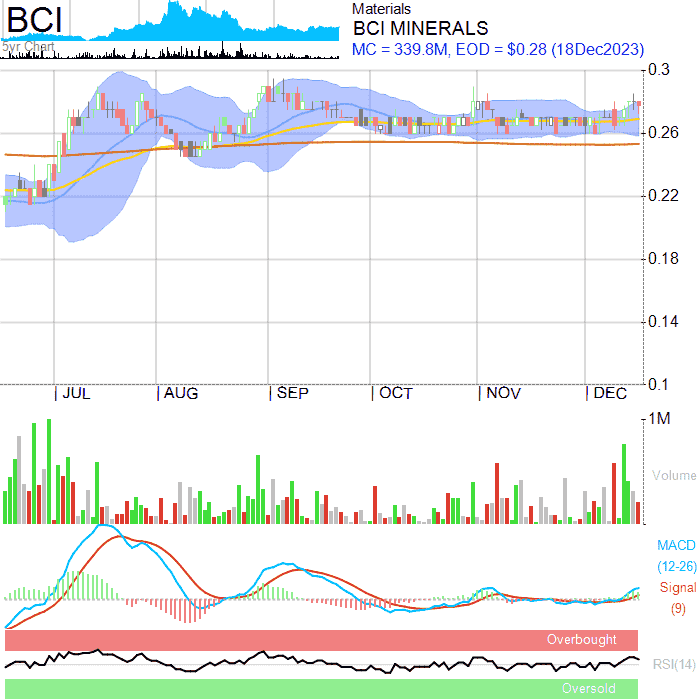 BCI
5yr Chart
Materials
BCI MINERALS
MC = 339.8M, EOD = $0.28 (18Dec2023)
0.3
0.26
0.22
0.18
0.14
0.1
JUL AUG SEP OCT NOV DEC
1M
Volume
MACD
(12-26)
Signal
(9)
Overbought
RSI(14)
Oversold